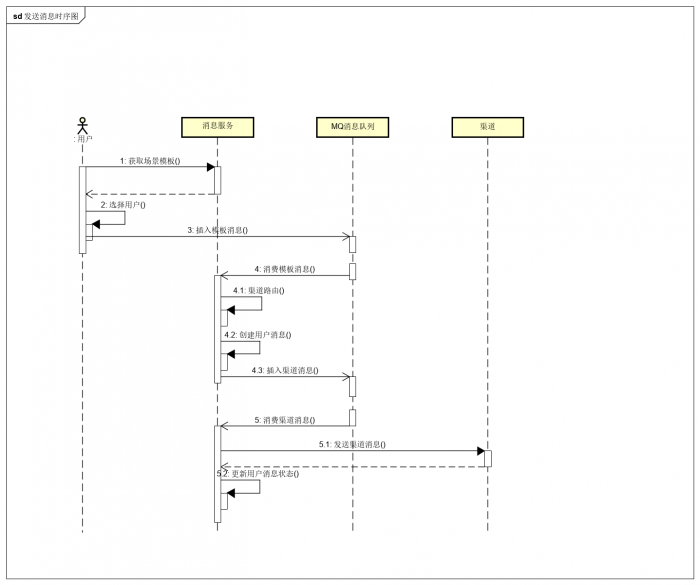 sd 发送消息时序图
: 用户
消息服务
MQ消息队列
渠道
1: 获取场景模板()
2: 选择用户()
3: 插入模板消息()
4: 消费模板消息()
4.1: 渠道路由()
4.2: 创建用户消息()
4.3: 插入渠道消息()
5: 消费渠道消息()
5.1: 发送渠道消息()
5.2: 更新用户消息状态()